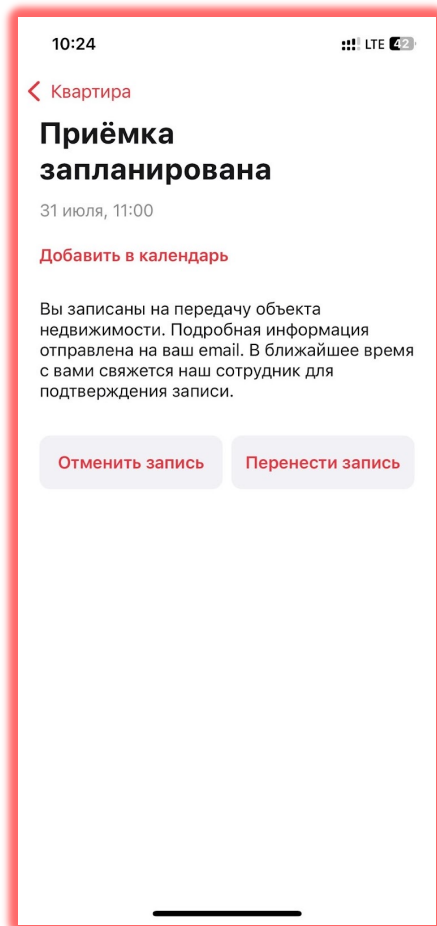 10:24
LTE 42
Квартира
Приёмка
запланирована
31 июля, 11:00
Добавить в календарь
Вы записаны на передачу объекта
недвижимости. Подробная информация
отправлена на ваш email. В ближайшее время
с вами свяжется наш сотрудник для
подтверждения записи.
Отменить запись
Перенести запись